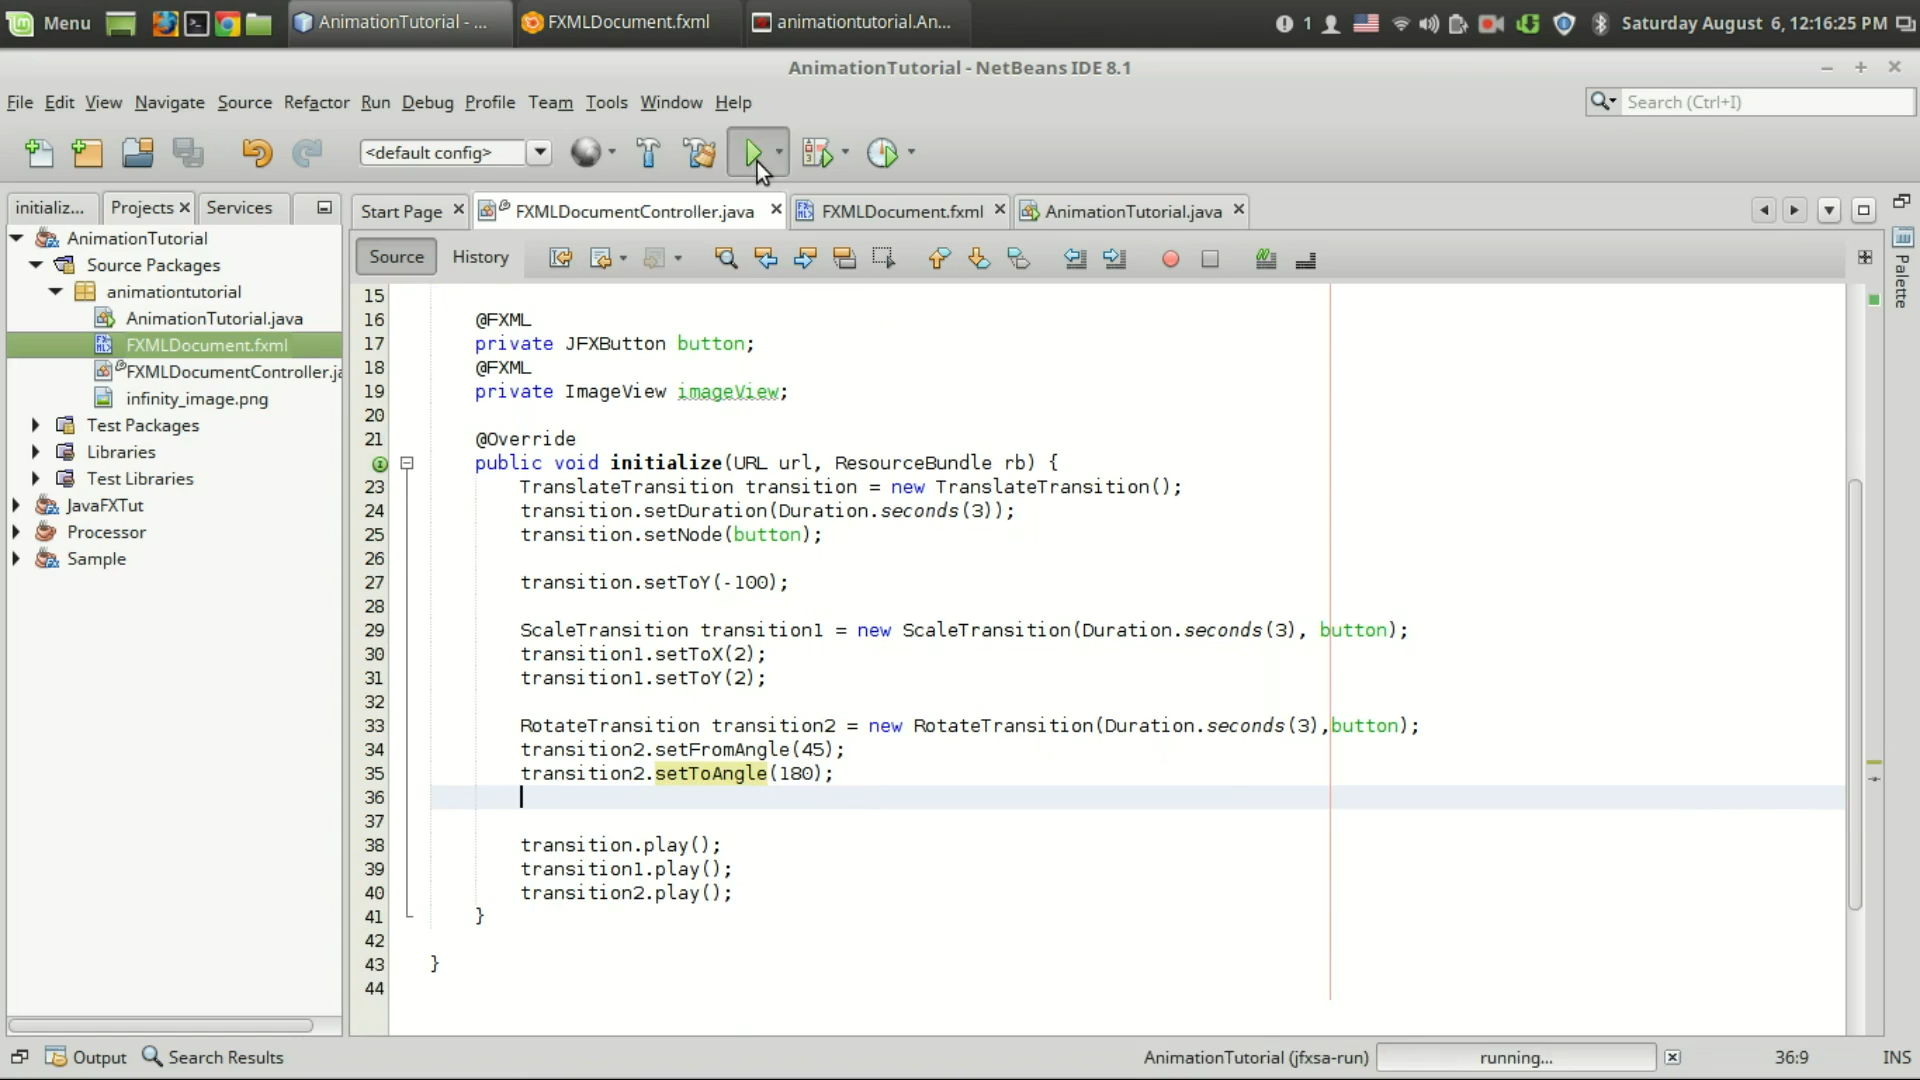 Menu
AnimationTutorial - ...
FXMLDocument.fxml
animationtutorial.An...
1
Saturday August 6, 12:16:25 PM
AnimationTutorial - NetBeans IDE 8.1
File Edit View Navigate Source Refactor Run Debug Profile Team Tools Window Help
Search (Ctrl+I)
<default config>
initializ...
Projects
Services
Start Page
FXMLDocumentController.java
FXMLDocument.fxml
AnimationTutorial.java
AnimationTutorial
Source Packages
animationtutorial
AnimationTutorial.java
FXMLDocument.fxml
FXMLDocumentController.ja
infinity_image.png
Test Packages
Libraries
Test Libraries
JavaFXTut
Processor
Sample
Source
History
Palette
15
16 @FXML
17 private JFXButton button;
18 @FXML
19 private ImageView imageView;
20
21 @Override
public void initialize(URL url, ResourceBundle rb) {
23 TranslateTransition transition = new TranslateTransition();
24 transition.setDuration(Duration.seconds(3));
25 transition.setNode(button);
26
27 transition.setToY(-100);
28
29 ScaleTransition transition1 = new ScaleTransition(Duration.seconds(3), button);
30 transition1.setToX(2);
31 transition1.setToY(2);
32
33 RotateTransition transition2 = new RotateTransition(Duration.seconds(3),button);
34 transition2.setFromAngle(45);
35 transition2.setToAngle(180);
36
37
38 transition.play();
39 transition1.play();
40 transition2.play();
41 }
42
43 }
44
Output
Search Results
AnimationTutorial (jfxsa-run)
running...
36:9
INS